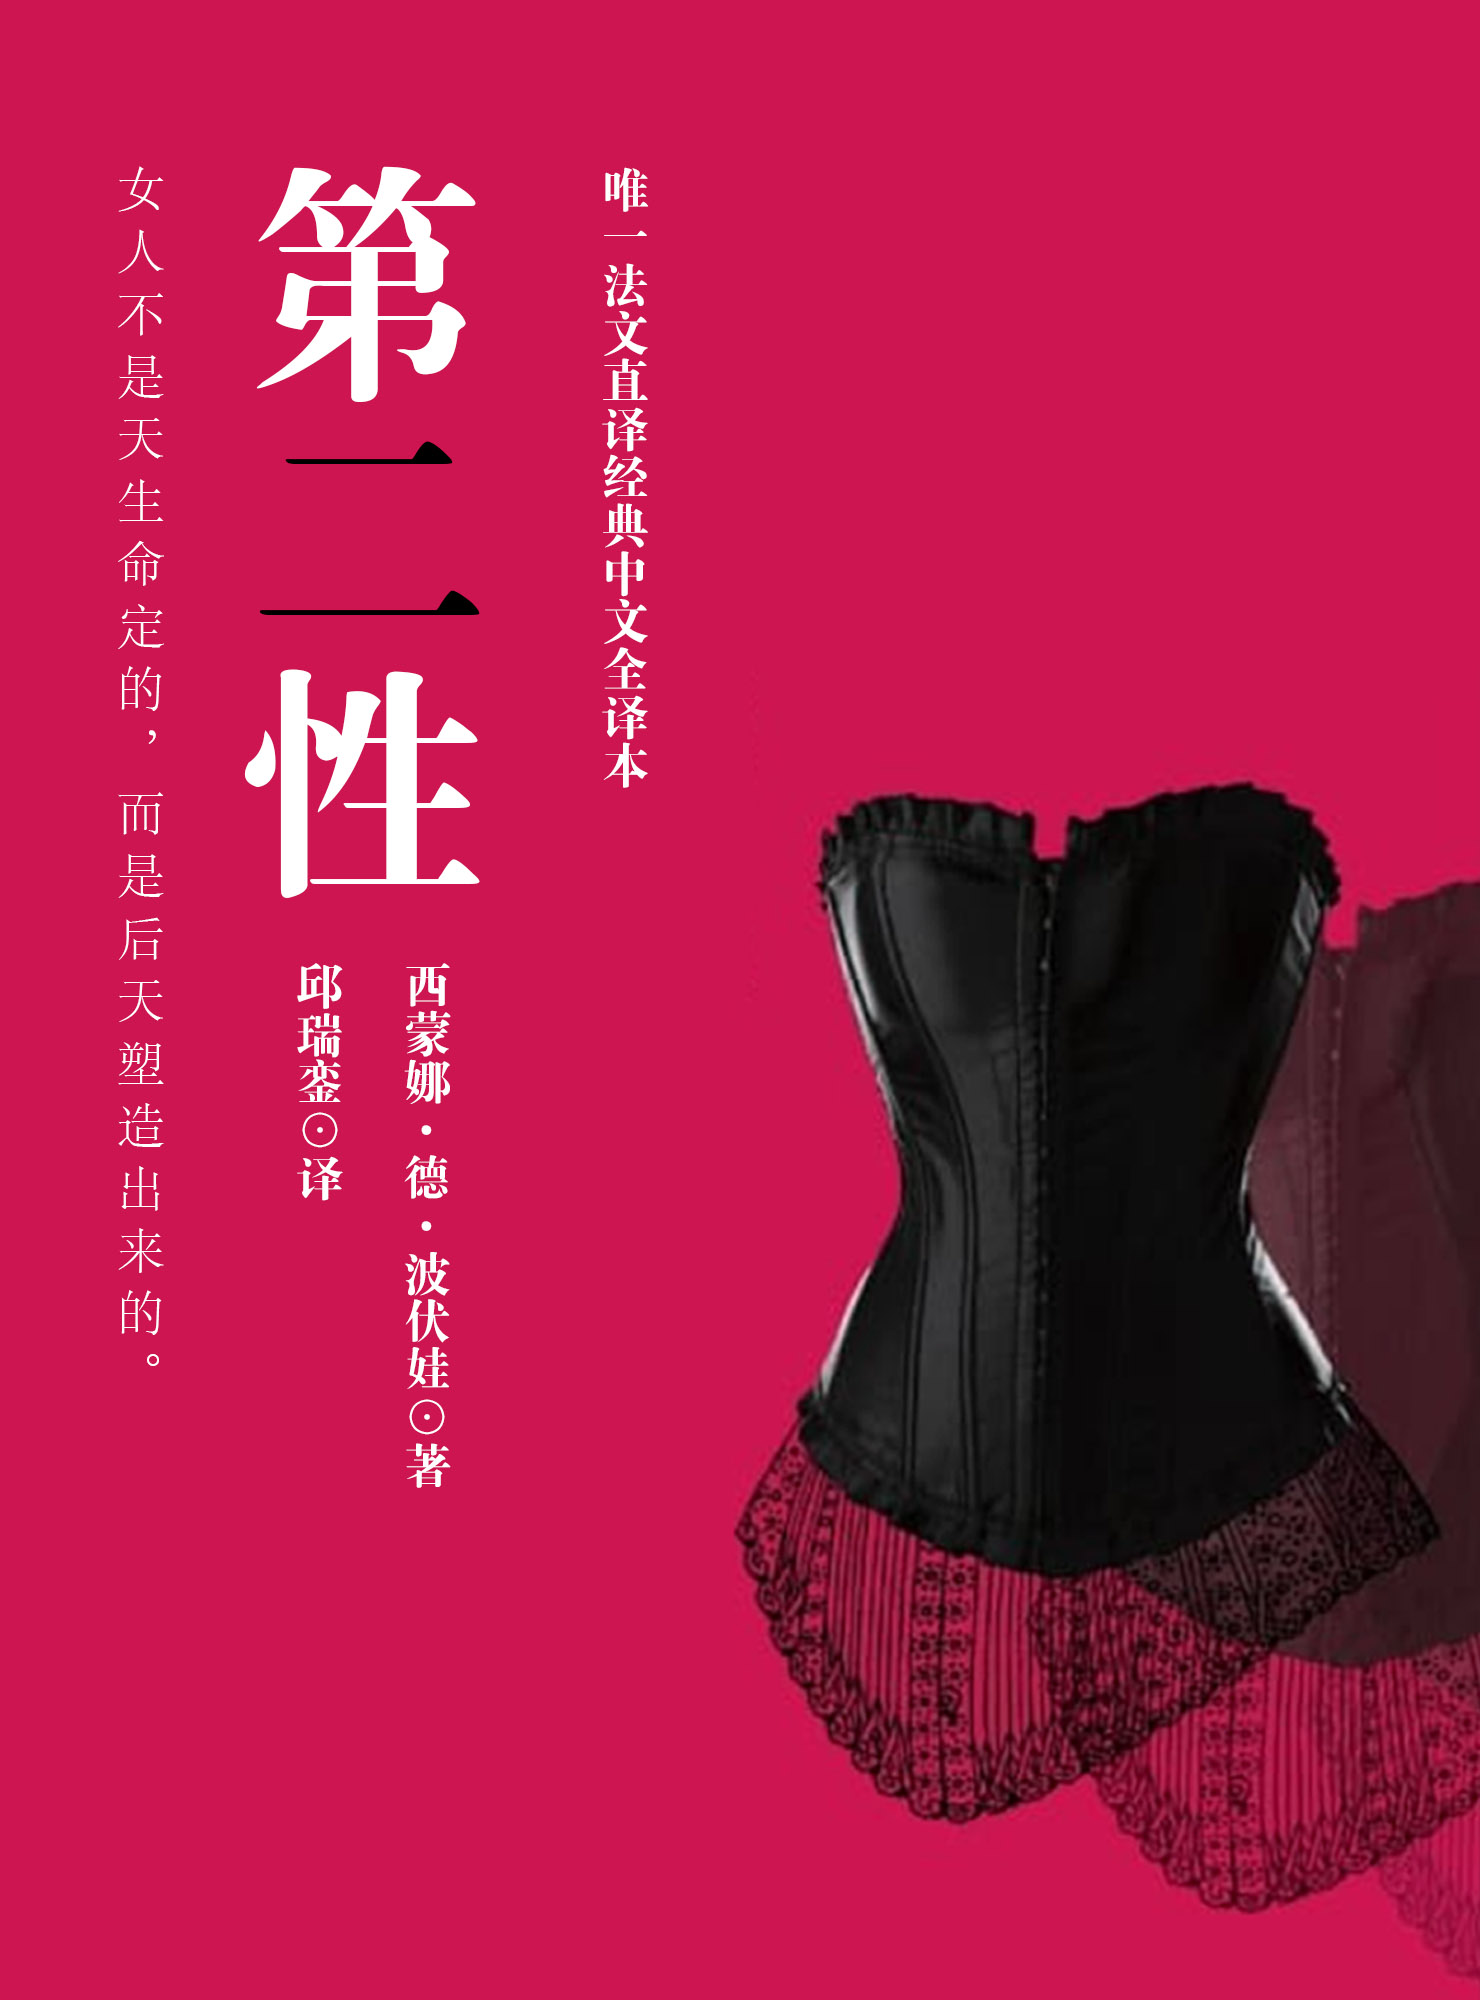 唯一法文直译经典中文全译本
第二性
西蒙娜·德·波伏娃⊙著
邱瑞銮⊙译
女人不是天生命定的，而是后天塑造出来的。